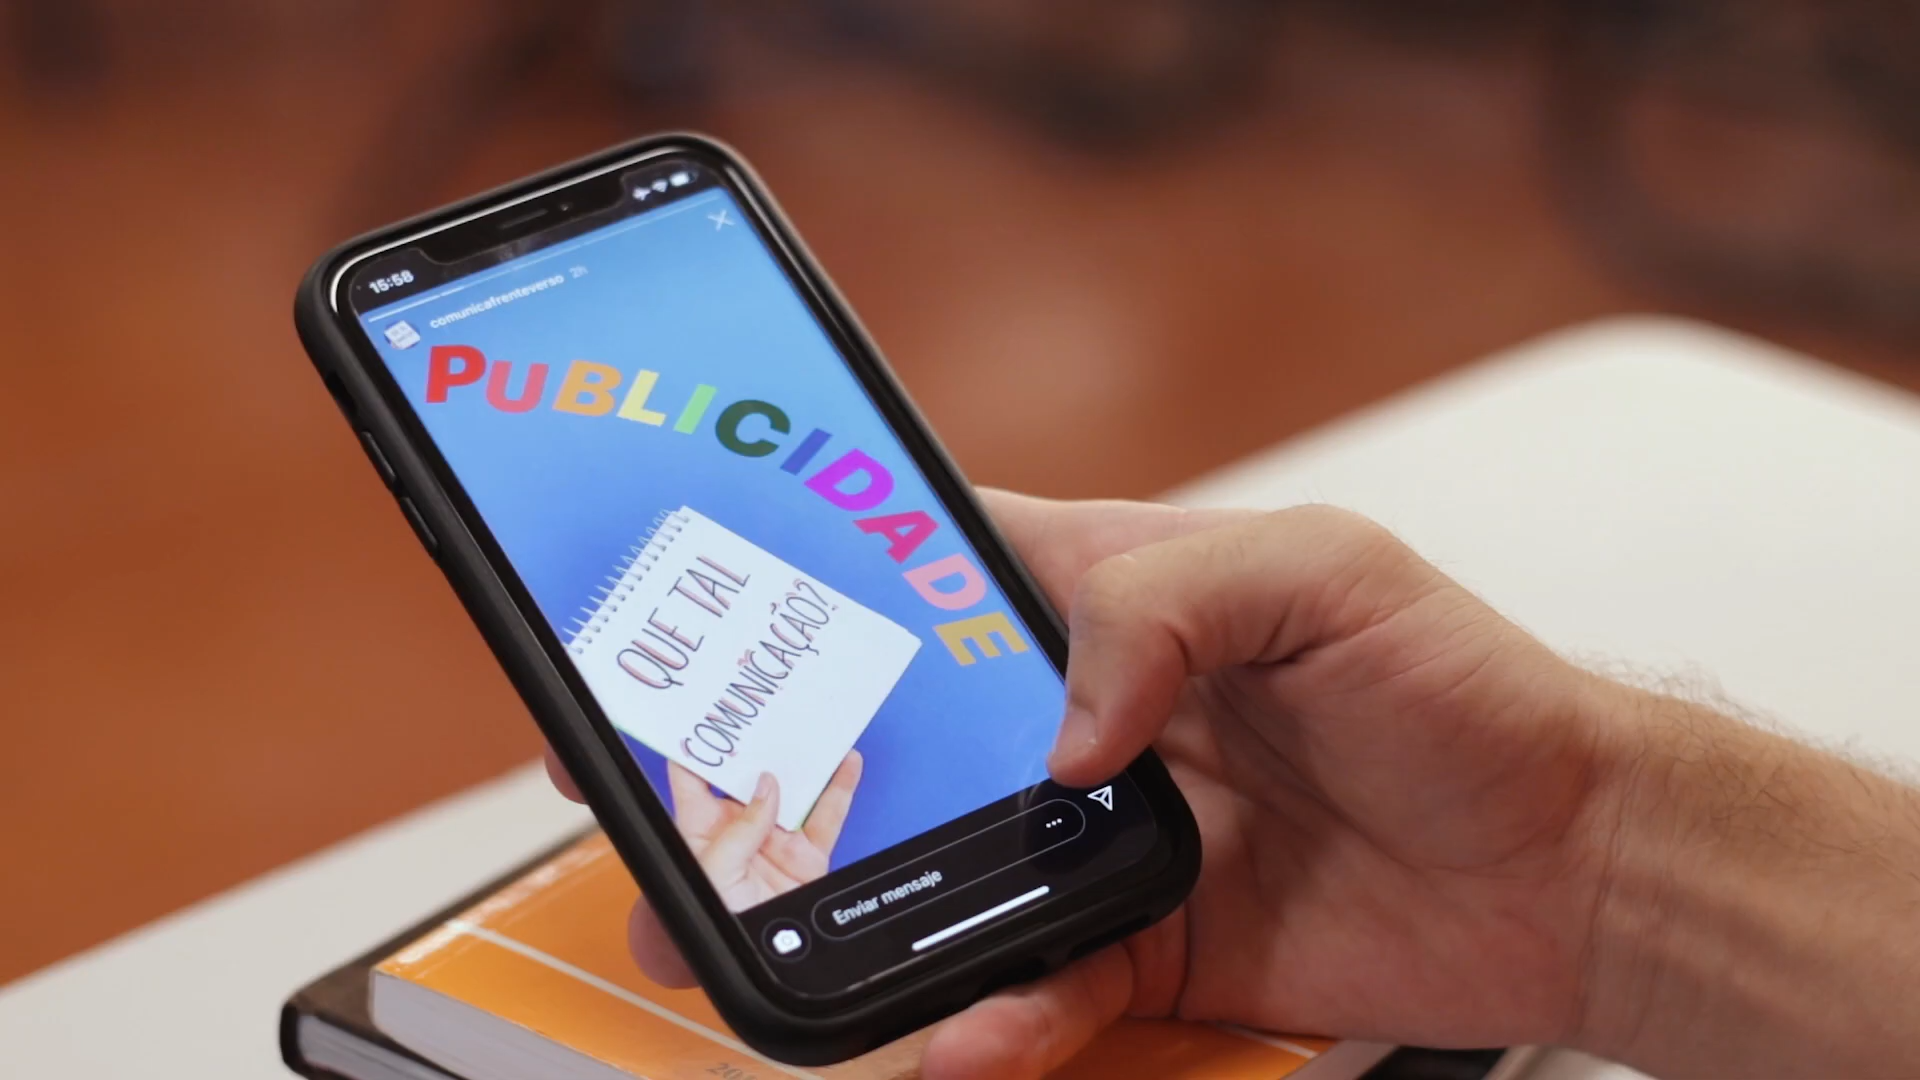 15:58
comunicafrenteverso 2h
PUBLICIDADE
QUE TAL
COMUNICAÇÃO?
Enviar mensaje